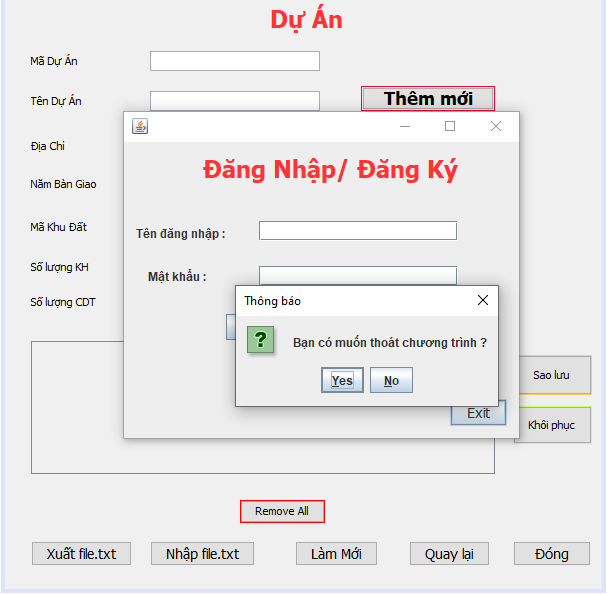 Dự Án
Mã Dự Án
Tên Dự Án
Thêm mới
Địa Chỉ
Năm Bàn Giao
Mã Khu Đất
Số lượng KH
Số lượng CDT
Đăng Nhập/ Đăng Ký
Tên đăng nhập :
Mật khẩu :
Thông báo
?
Bạn có muốn thoát chương trình ?
Yes No
Exit
Sao lưu
Khôi phục
Remove All
Xuất file.txt Nhập file.txt Làm Mới Quay lại Đóng